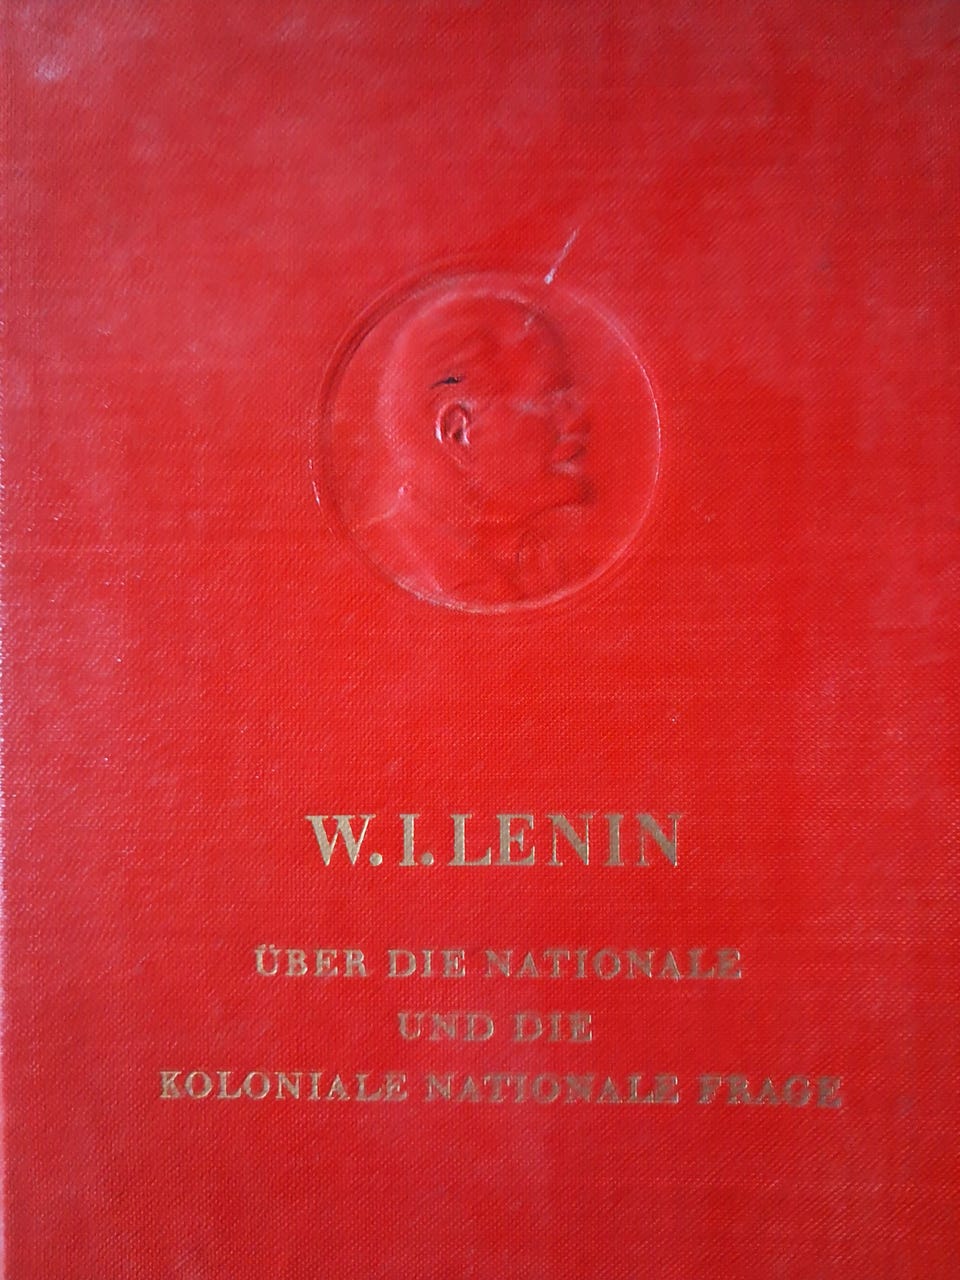 W. I. LENIN
ÜBER DIE NATIONALE
UND DIE
KOLONIALE NATIONALE FRAGE